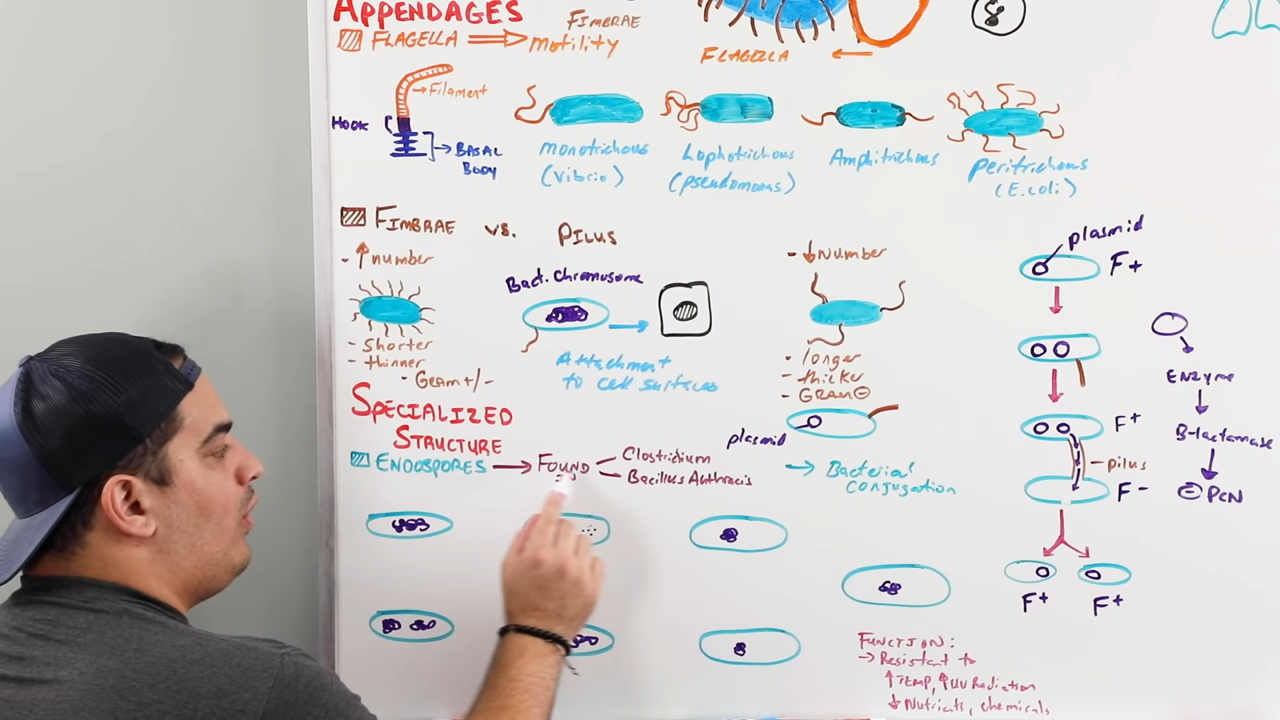 APPENDAGES
FIMBRAE
FLAGELLA
motility
FLAGELLA
8
Filament
HOOK
BASAL
BODY
monotrichous
(vibrio)
Lophotrichous
(pseudomonas)
Amphitrichous
peritrichous
(E.coli)
FIMBRAE vs. PILUS
- ↑ number
- shorter
- thinner
- Gram +/-
Bact. Chromosome
Attachment
to cell surfaces
- ↓ Number
- longer
- thicker
- GRAM ⊖
plasmid
→ Bacterial
Conjugation
plasmid
F+
F+
pilus
F-
F+
F+
ENzyme
B-lactamase
⊖ PCN
SPECIALIZED
STRUCTURE
ENDOSPORES → FOUND
Clostridium
Bacillus Anthracis
FUNCTION:
→ Resistant to
↑ TEMP, ↑ UV Radiation
↓ Nutrients, chemicals